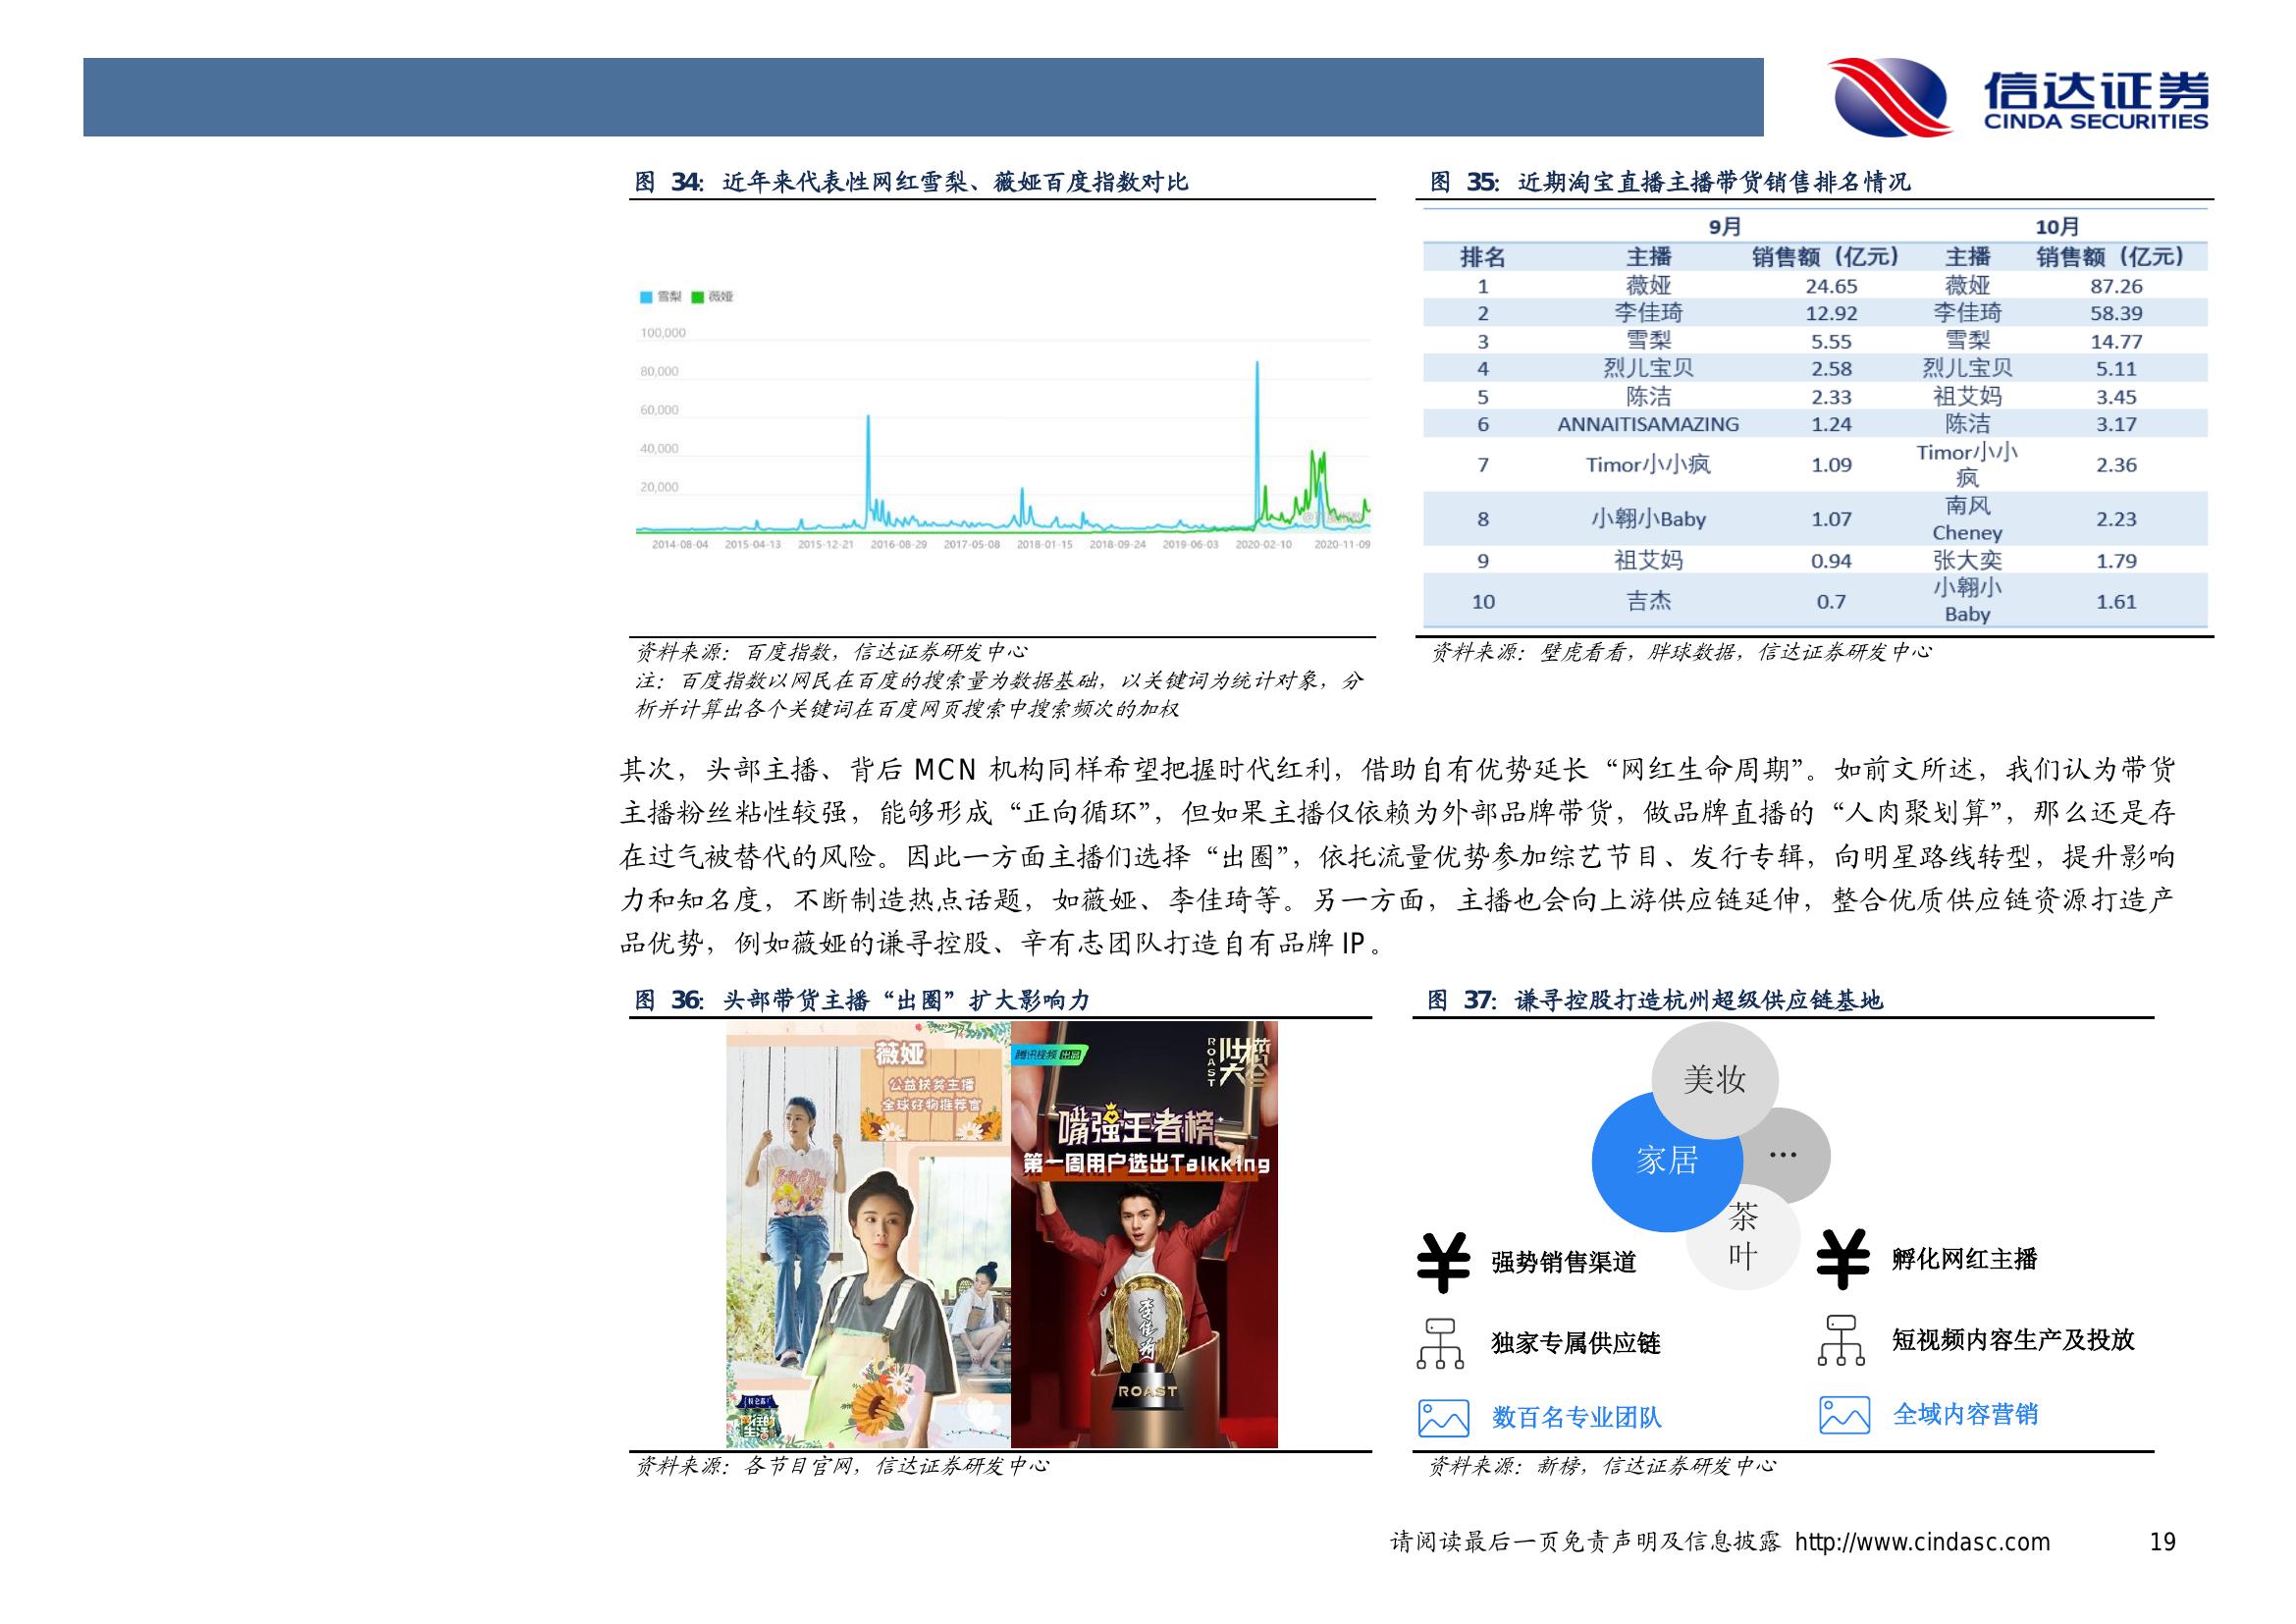 信达证券
CINDA SECURITIES
图 34：近年来代表性网红雪梨、薇娅百度指数对比
雪梨 薇娅
100,000
80,000
60,000
40,000
20,000
2014-08-04 2015-04-13 2015-12-21 2016-08-29 2017-05-08 2018-01-15 2018-09-24 2019-06-03 2020-02-10 2020-11-09
资料来源：百度指数，信达证券研发中心
注：百度指数以网民在百度的搜索量为数据基础，以关键词为统计对象，分
析并计算出各个关键词在百度网页搜索中搜索频次的加权
图 35：近期淘宝直播主播带货销售排名情况
9月 10月
排名 主播 销售额（亿元） 主播 销售额（亿元）
1 薇娅 24.65 薇娅 87.26
2 李佳琦 12.92 李佳琦 58.39
3 雪梨 5.55 雪梨 14.77
4 烈儿宝贝 2.58 烈儿宝贝 5.11
5 陈洁 2.33 祖艾妈 3.45
6 ANNAITISAMAZING 1.24 陈洁 3.17
7 Timor小小疯 1.09 Timor小小
疯 2.36
8 小翱小Baby 1.07 南风
Cheney 2.23
9 祖艾妈 0.94 张大奕 1.79
10 吉杰 0.7 小翱小
Baby 1.61
资料来源：壁虎看看，胖球数据，信达证券研发中心
其次，头部主播、背后 MCN 机构同样希望把握时代红利，借助自有优势延长“网红生命周期”。如前文所述，我们认为带货
主播粉丝粘性较强，能够形成“正向循环”，但如果主播仅依赖为外部品牌带货，做品牌直播的“人肉聚划算”，那么还是存
在过气被替代的风险。因此一方面主播们选择“出圈”，依托流量优势参加综艺节目、发行专辑，向明星路线转型，提升影响
力和知名度，不断制造热点话题，如薇娅、李佳琦等。另一方面，主播也会向上游供应链延伸，整合优质供应链资源打造产
品优势，例如薇娅的谦寻控股、辛有志团队打造自有品牌 IP。
图 36：头部带货主播“出圈”扩大影响力
薇娅
公益扶贫主播
全球好物推荐官
向往的
生活
腾讯视频 出品
ROAST
吐槽
大会
嘴强王者榜
第一周用户选出Talkking
李佳琦
ROAST
资料来源：各节目官网，信达证券研发中心
图 37：谦寻控股打造杭州超级供应链基地
美妆
家居
...
茶
叶
强势销售渠道
独家专属供应链
数百名专业团队
孵化网红主播
短视频内容生产及投放
全域内容营销
资料来源：新榜，信达证券研发中心
请阅读最后一页免责声明及信息披露 http://www.cindasc.com 19